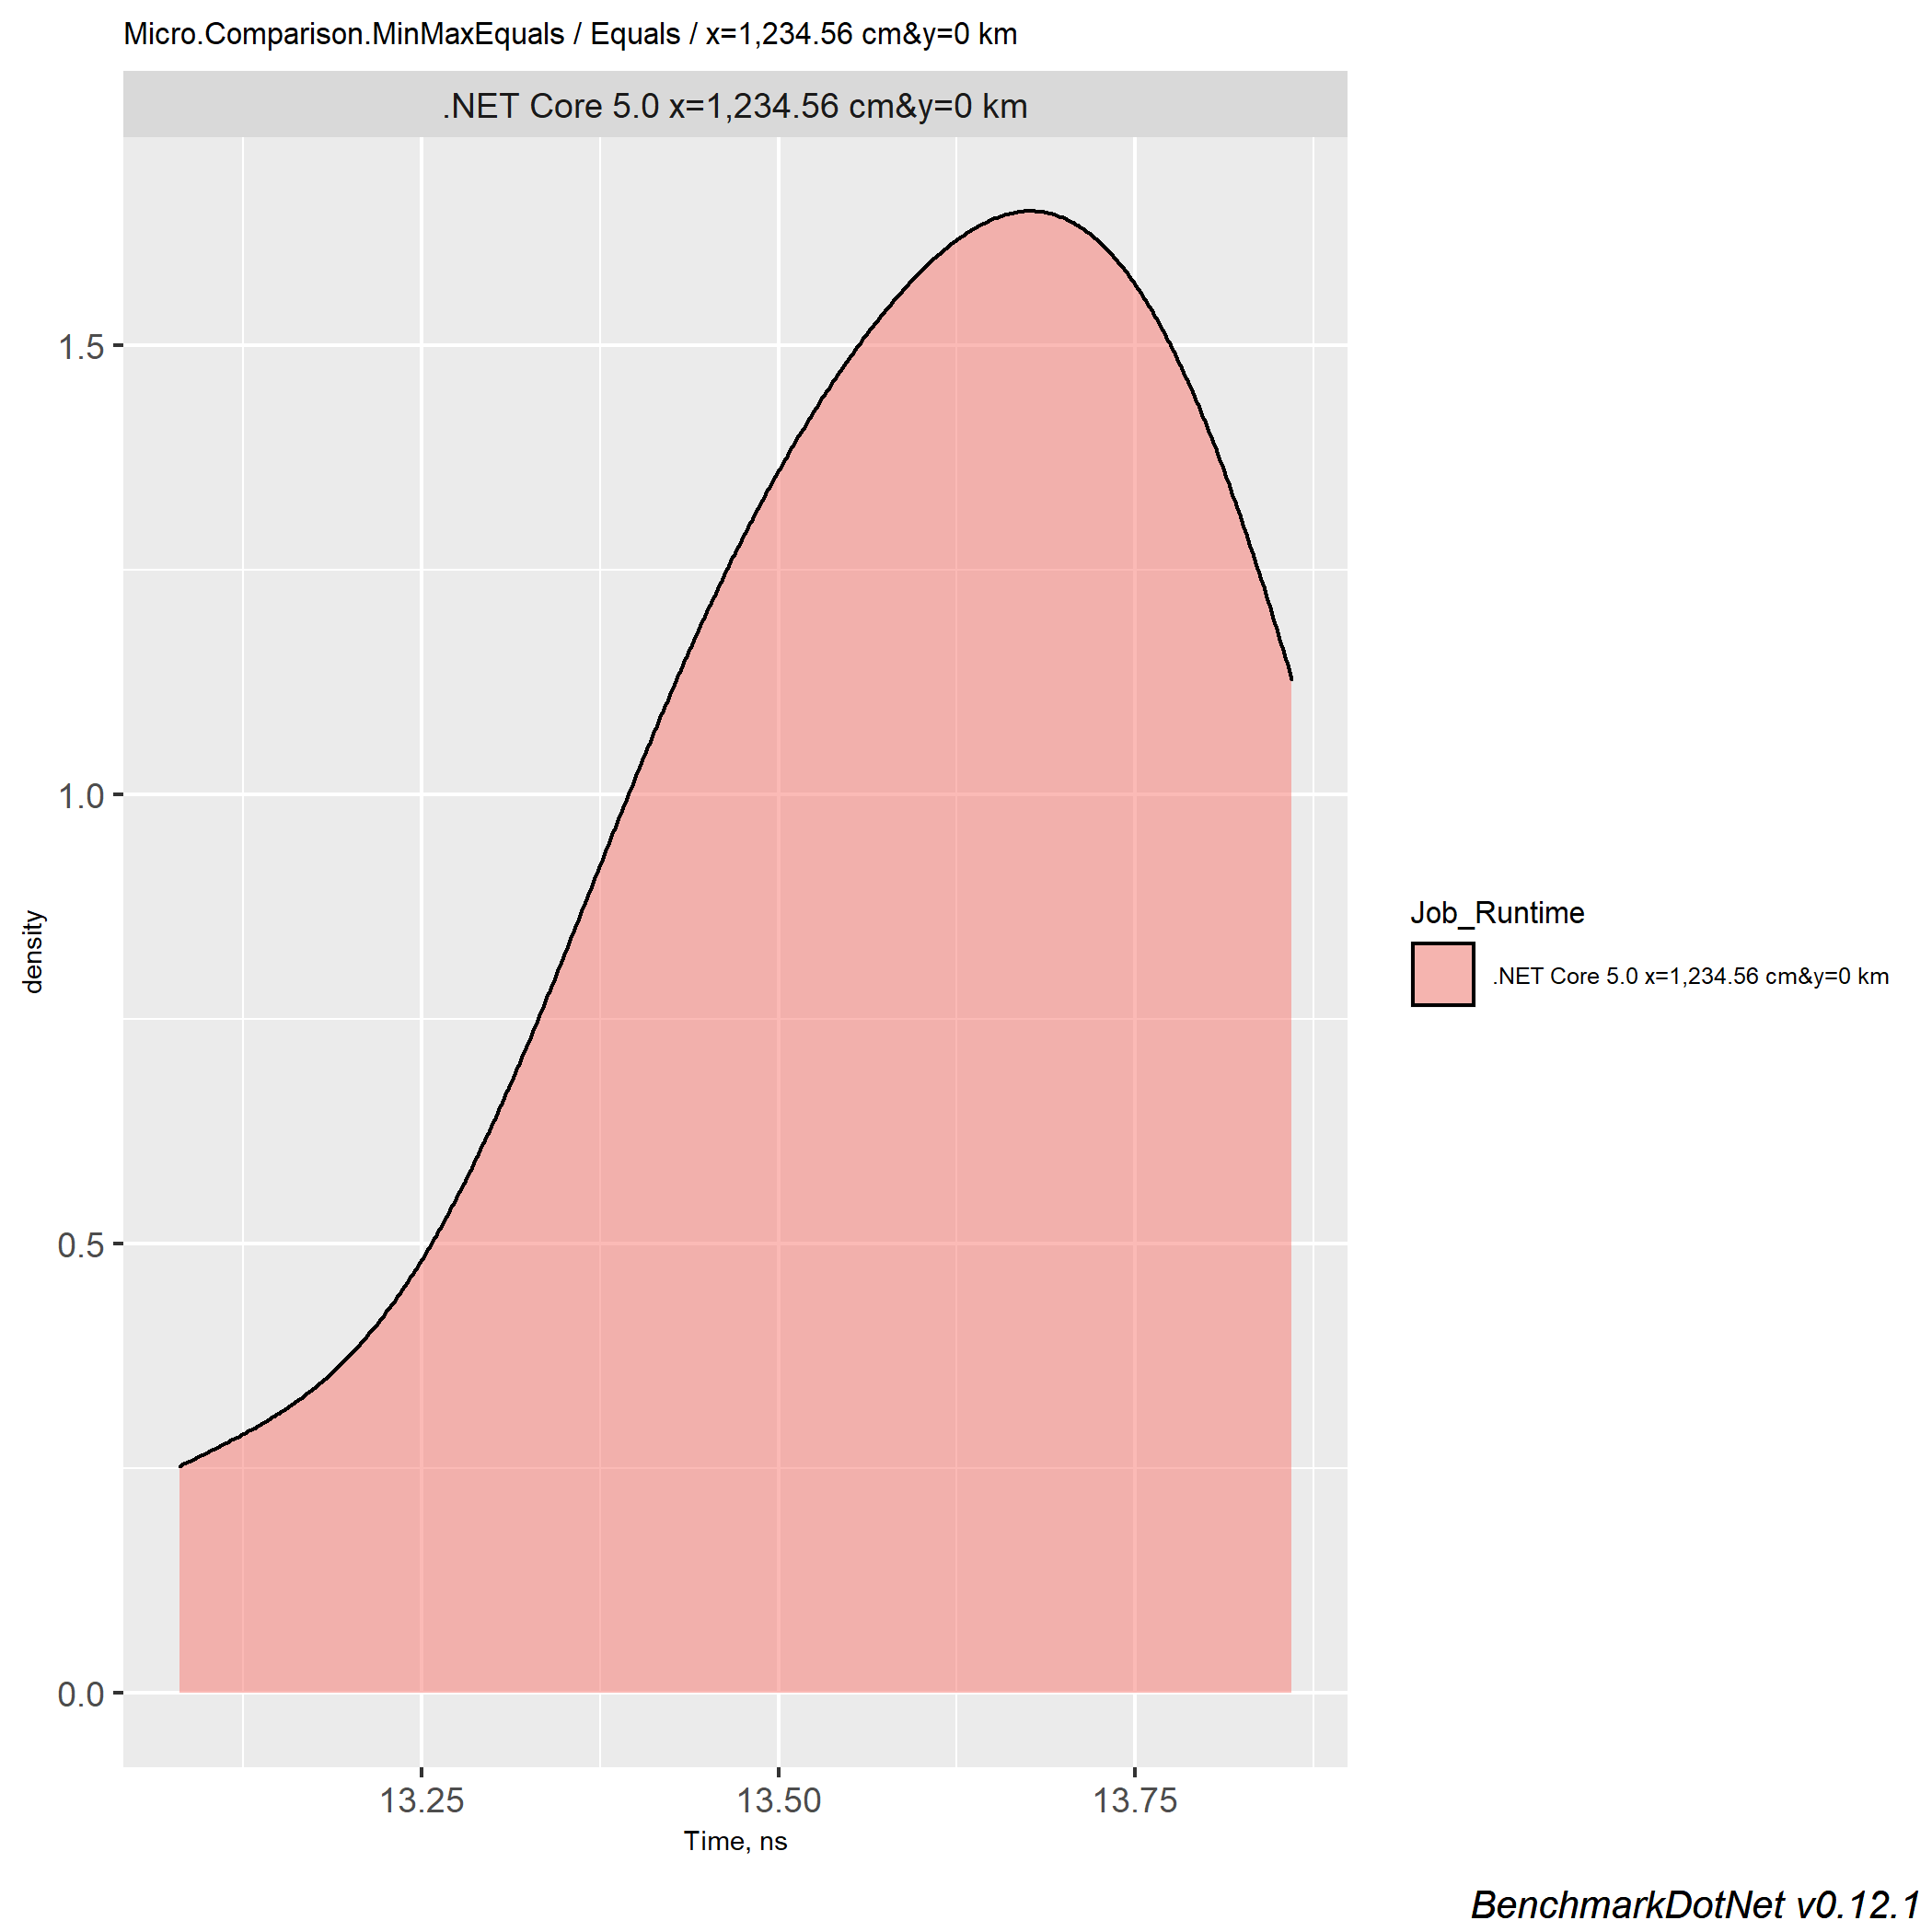 Micro.Comparison.MinMaxEquals / Equals / x=1,234.56 cm&y=0 km
.NET Core 5.0 x=1,234.56 cm&y=0 km
1.5
1.0
0.5
0.0
density
13.25 13.50 13.75
Time, ns
Job_Runtime
.NET Core 5.0 x=1,234.56 cm&y=0 km
BenchmarkDotNet v0.12.1